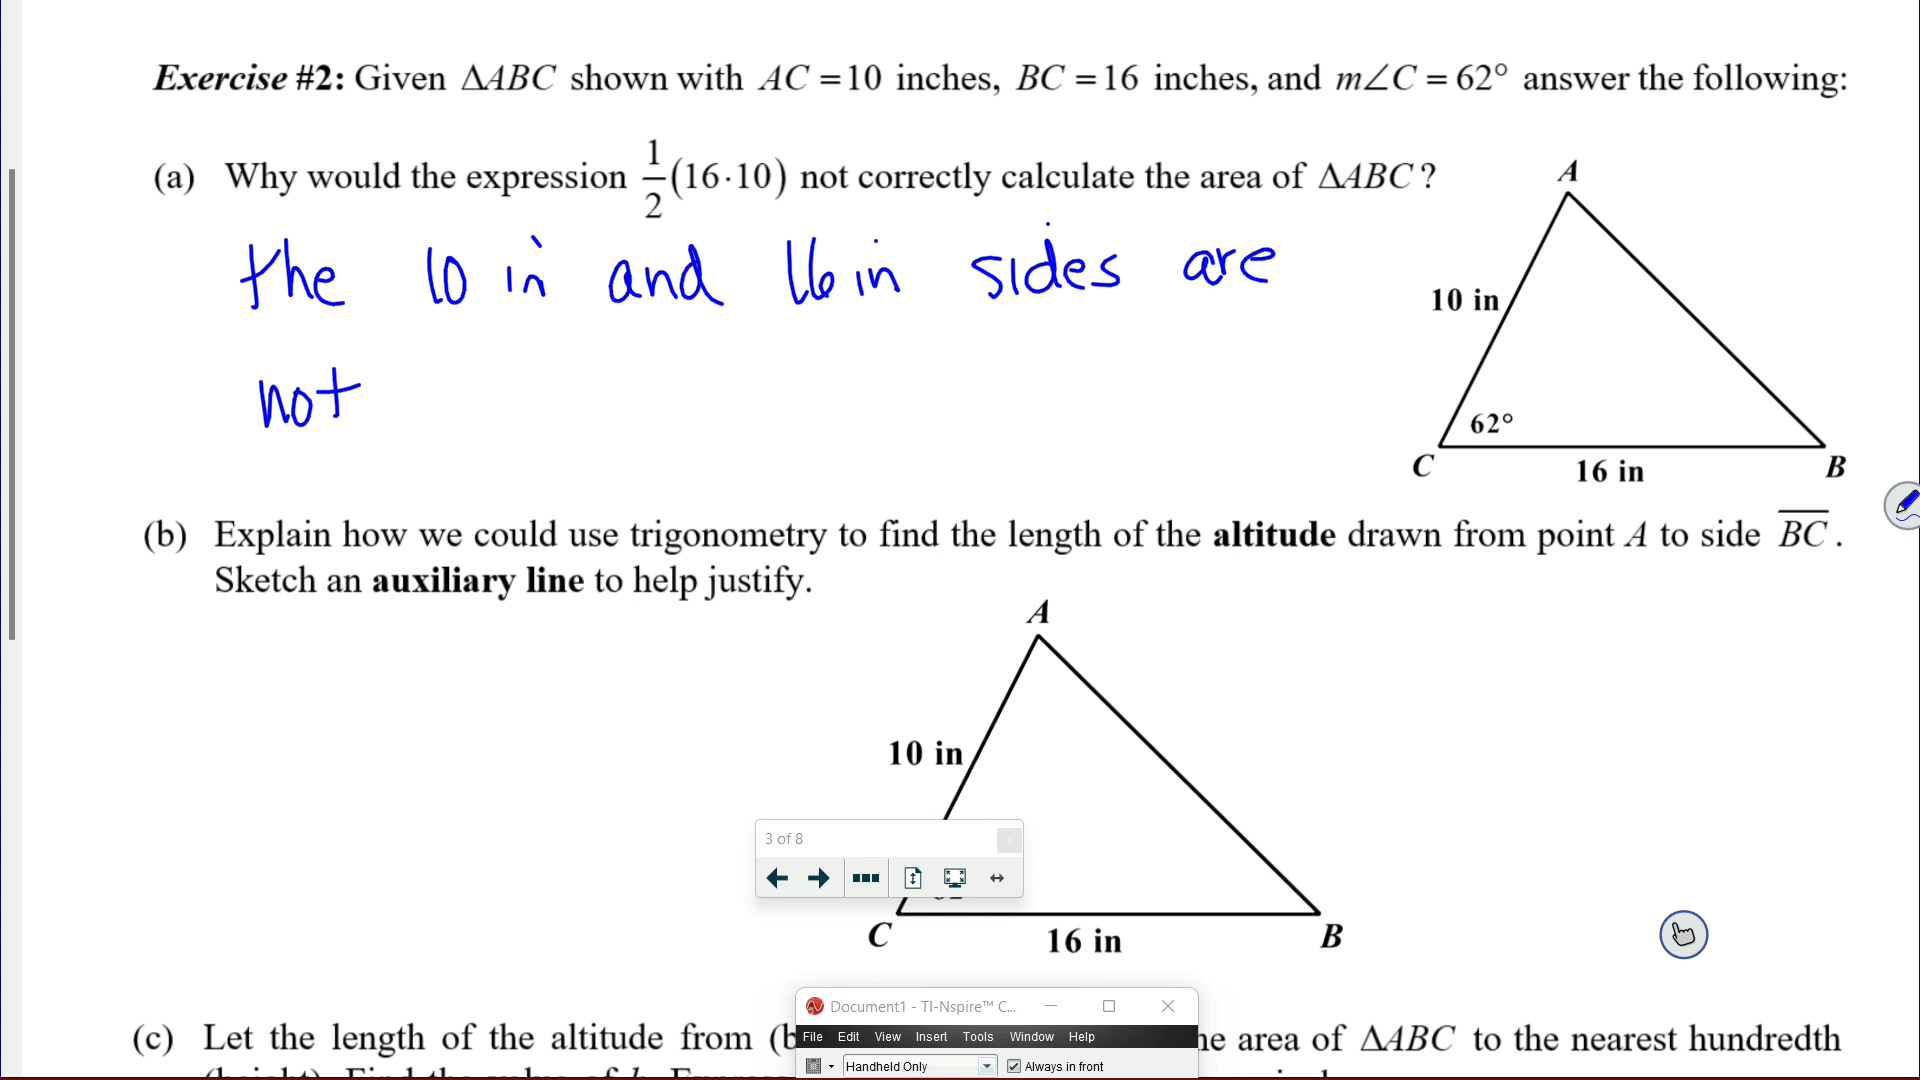 Exercise #2: Given ΔABC shown with AC = 10 inches, BC = 16 inches, and m∠C = 62° answer the following:
(a) Why would the expression 1/2(16·10) not correctly calculate the area of ΔABC?
the 10 in and 16 in sides are
not
A
10 in
62°
C
16 in
B
(b) Explain how we could use trigonometry to find the length of the altitude drawn from point A to side BC.
Sketch an auxiliary line to help justify.
A
10 in
3 of 8
C
16 in
B
Document1 - TI-Nspire™ C...
File Edit View Insert Tools Window Help
Handheld Only
Always in front
(c) Let the length of the altitude from (b
area of ΔABC to the nearest hundredth